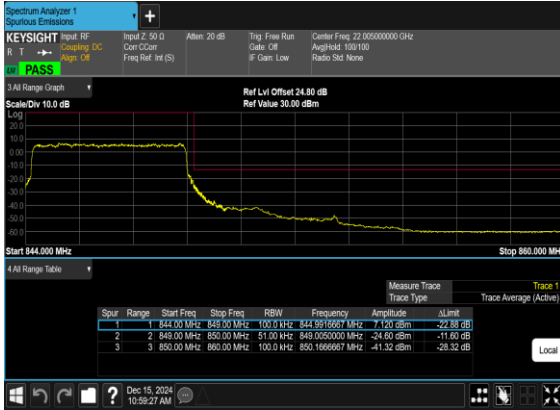 Spectrum Analyzer 1
Spurious Emissions
+
KEYSIGHT
R T
PASS
Input: RF
Coupling: DC
Align: Off
Input Z: 50 Ω
Corr CCorr
Freq Ref: Int (S)
Atten: 20 dB
Trig: Free Run
Gate: Off
IF Gain: Low
Center Freq: 22.005000000 GHz
Avg|Hold: 100/100
Radio Std: None
3 All Range Graph
Scale/Div 10.0 dB
Ref Lvl Offset 24.80 dB
Ref Value 30.00 dBm
Log
20.0
10.0
0.00
-10.0
-20.0
-30.0
-40.0
-50.0
-60.0
Start 844.000 MHz
Stop 860.000 MH
4 All Range Table
Measure Trace Trace 1
Trace Type Trace Average (Active)
Spur Range Start Freq Stop Freq RBW Frequency Amplitude ΔLimit
1 1 844.00 MHz 849.00 MHz 100.0 kHz 844.9916667 MHz 7.120 dBm -22.88 dB
2 2 849.00 MHz 850.00 MHz 51.00 kHz 849.0050000 MHz -24.60 dBm -11.60 dB
3 3 850.00 MHz 860.00 MHz 100.0 kHz 850.1666667 MHz -41.32 dBm -28.32 dB
Local
?
Dec 15, 2024
10:59:27 AM